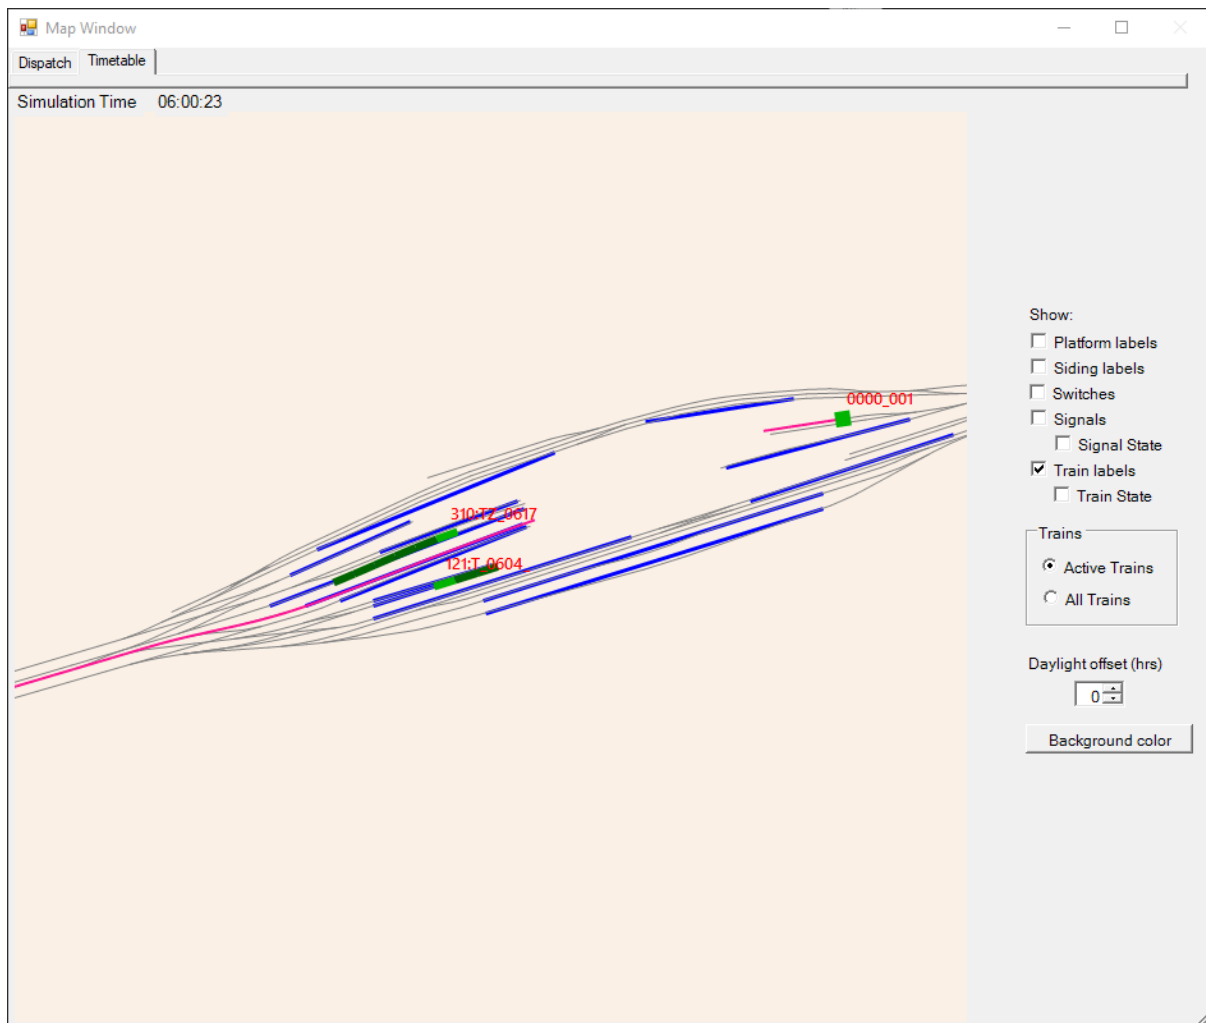 Map Window
Dispatch
Timetable
Simulation Time 06:00:23
0000_001
310:TZ_0617
121:T_0604
Show:
Platform labels
Siding labels
Switches
Signals
Signal State
Train labels
Train State
Trains
Active Trains
All Trains
Daylight offset (hrs)
0
Background color